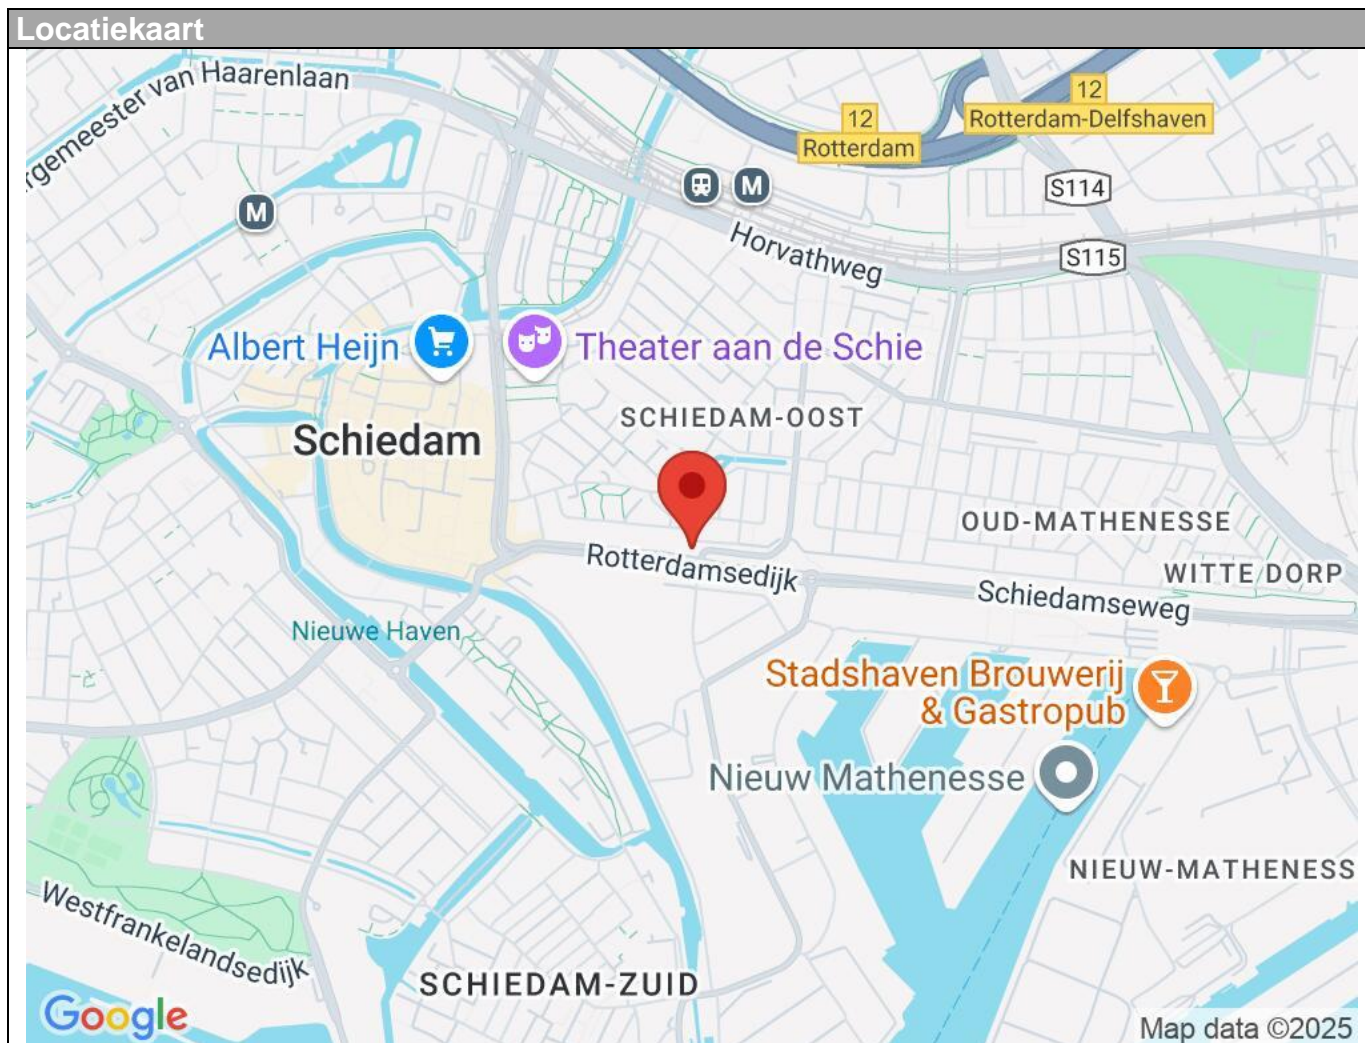 Locatiekaart
rgemeester van Haarenlaan
12
Rotterdam-Delfshaven
12
Rotterdam
M
M
S114
S115
Horvathweg
Albert Heijn
Theater aan de Schie
SCHIEDAM-OOST
Schiedam
OUD-MATHENESSE
Rotterdamsedijk
WITTE DORP
Schiedamseweg
Nieuwe Haven
Stadshaven Brouwerij
& Gastropub
Nieuw Mathenesse
NIEUW-MATHENESS
Westfrankelandsedijk
SCHIEDAM-ZUID
Google
Map data ©2025